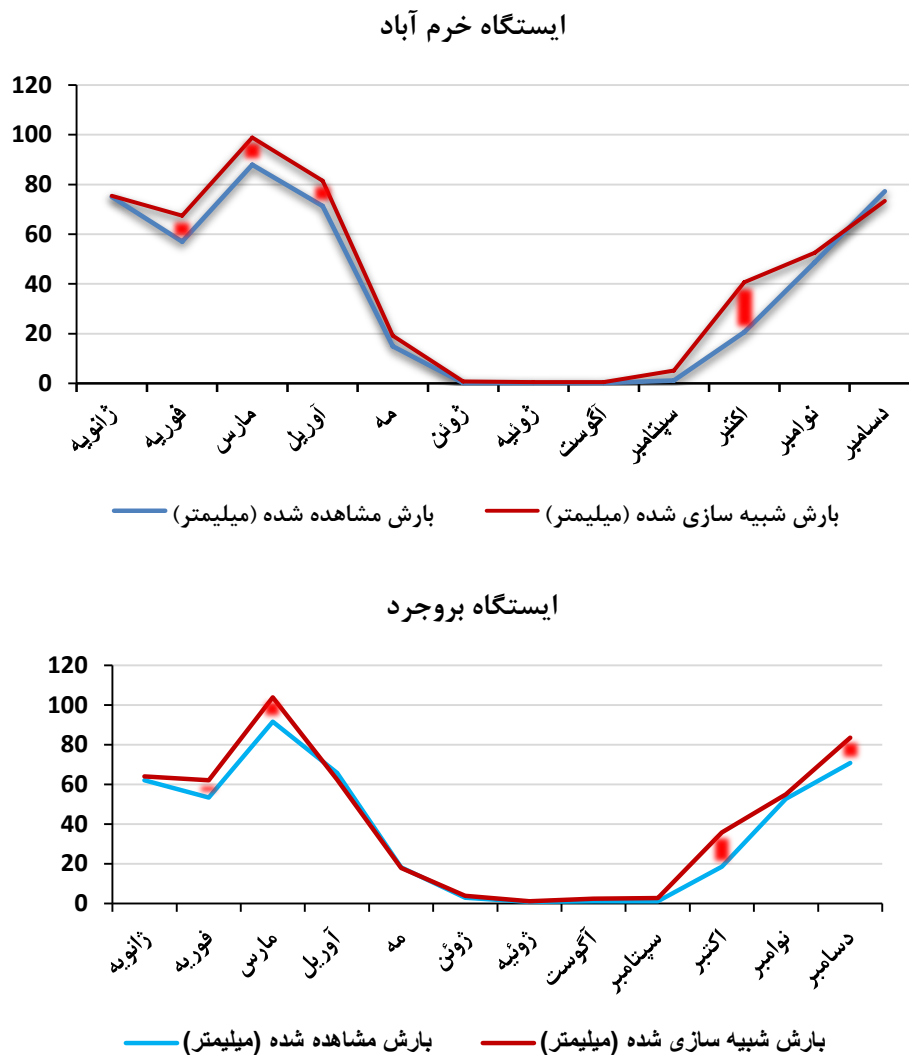 ایستگاه خرم آباد
120
100
80
60
40
20
0
ژانویه فوریه مارس آوریل مه ژوئن ژوئیه آگوست سپتامبر اکتبر نوامبر دسامبر
بارش مشاهده شده (میلیمتر) بارش شبیه سازی شده (میلیمتر)
ایستگاه بروجرد
120
100
80
60
40
20
0
ژانویه فوریه مارس آوریل مه ژوئن ژوئیه آگوست سپتامبر اکتبر نوامبر دسامبر
بارش مشاهده شده (میلیمتر) بارش شبیه سازی شده (میلیمتر)